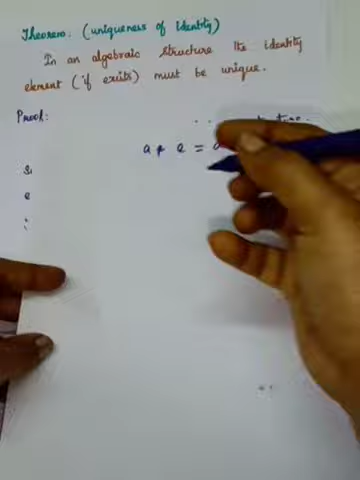 Theorem. (uniqueness of identity)
In an algebraic structure the identity
element (if exits) must be unique.
Proof:
a * e = a